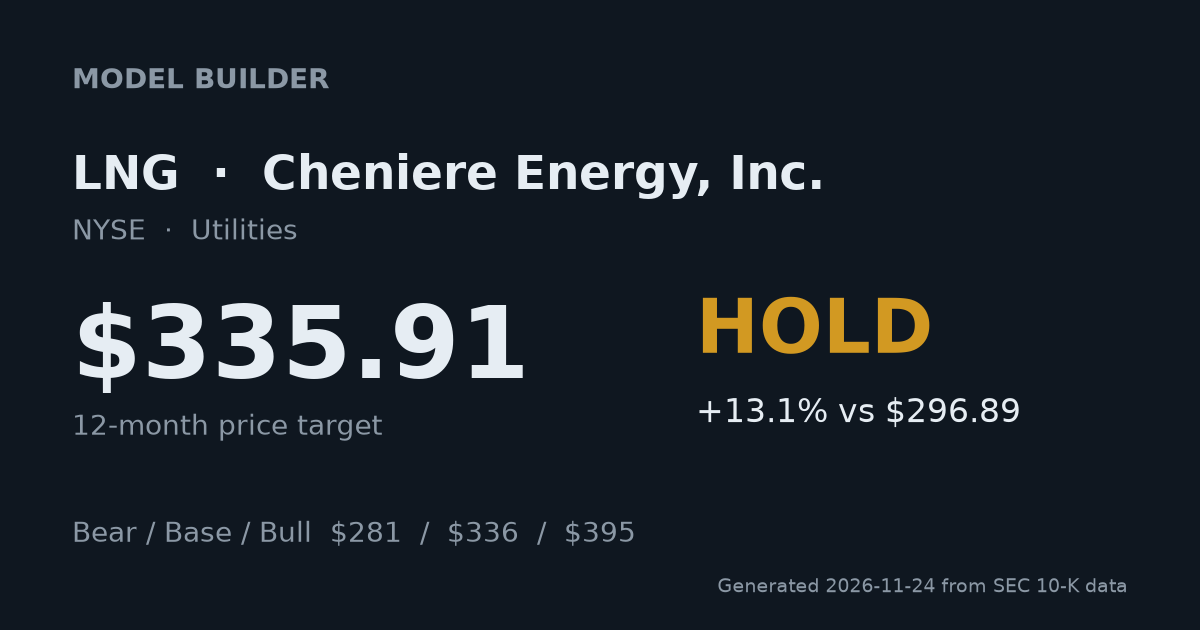 MODEL BUILDER
LNG · Cheniere Energy, Inc.
NYSE · Utilities
$335.91
12-month price target
HOLD
+13.1% vs $296.89
Bear / Base / Bull $281 / $336 / $395
Generated 2026-11-24 from SEC 10-K data